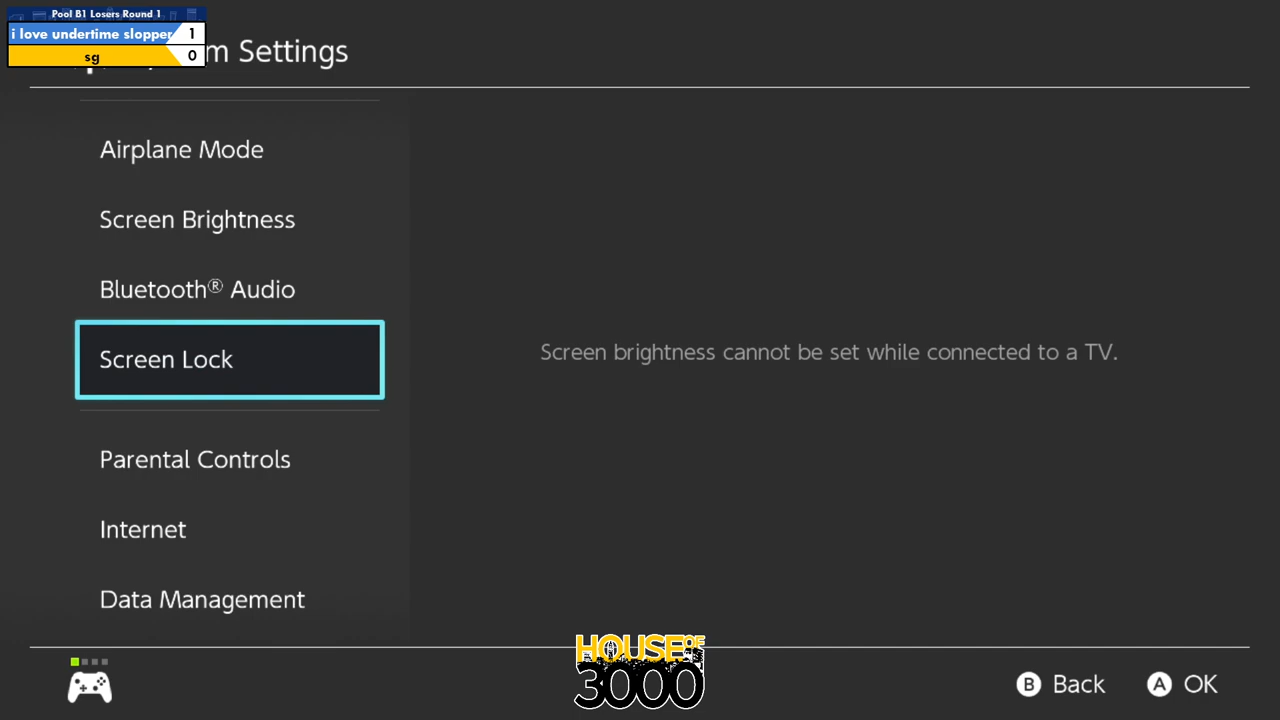 Pool B1 Losers Round 1
i love undertime slopper 1
sg 0
m Settings
Airplane Mode
Screen Brightness
Bluetooth® Audio
Screen Lock
Parental Controls
Internet
Data Management
Screen brightness cannot be set while connected to a TV.
HOUSE OF
3000
B Back A OK